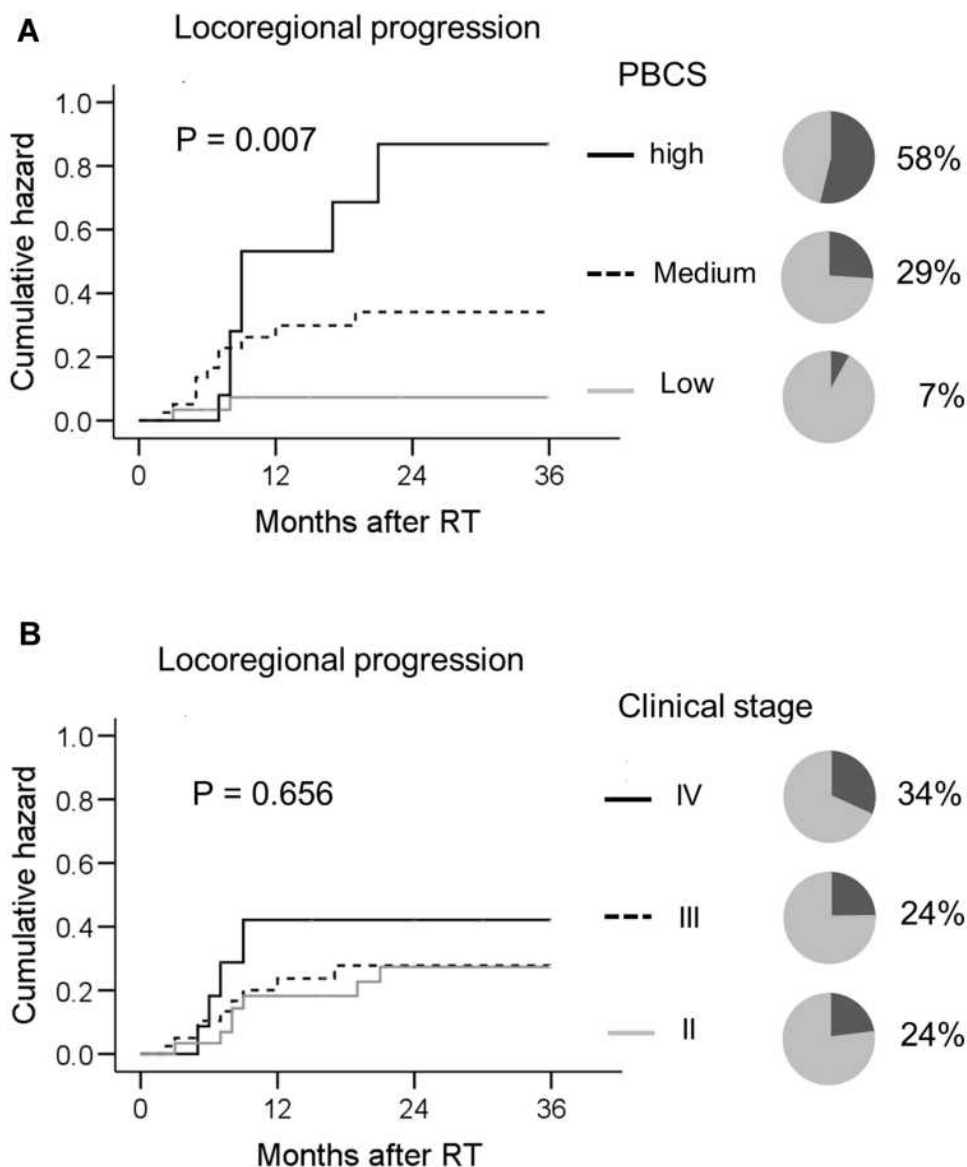 A
Locoregional progression
PBCS
P = 0.007
Cumulative hazard
1.0
0.8
0.6
0.4
0.2
0.0
0 12 24 36
Months after RT
high 58%
Medium 29%
Low 7%
B
Locoregional progression
Clinical stage
P = 0.656
Cumulative hazard
1.0
0.8
0.6
0.4
0.2
0.0
0 12 24 36
Months after RT
IV 34%
III 24%
II 24%